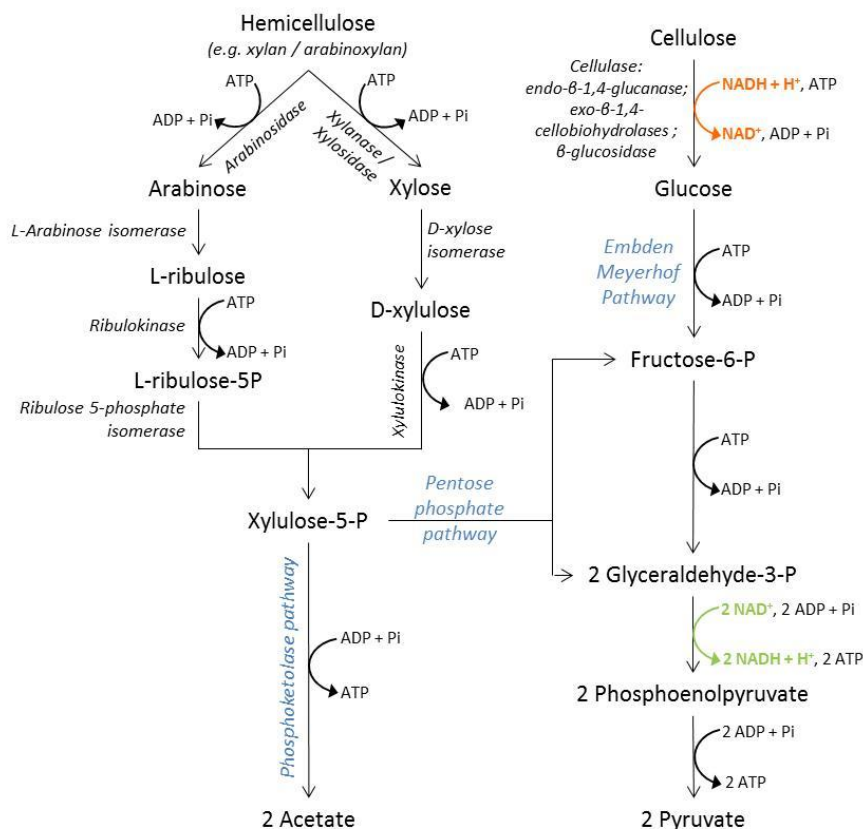 Hemicellulose
(e.g. xylan / arabinoxylan)
ATP
ADP + Pi
Arabinosidase
ATP
ADP + Pi
Xylanase /
Xylosidase
Arabinose
Xylose
L-Arabinose isomerase
D-xylose
isomerase
L-ribulose
D-xylulose
Ribulokinase
ATP
ADP + Pi
L-ribulose-5P
Xylulokinase
ATP
ADP + Pi
Ribulose 5-phosphate
isomerase
Xylulose-5-P
Pentose
phosphate
pathway
Phosphoketolase pathway
ADP + Pi
ATP
2 Acetate
Cellulose
Cellulase:
endo-β-1,4-glucanase;
exo-β-1,4-
cellobiohydrolases ;
β-glucosidase
NADH + H⁺, ATP
NAD⁺, ADP + Pi
Glucose
Embden
Meyerhof
Pathway
ATP
ADP + Pi
Fructose-6-P
ATP
ADP + Pi
2 Glyceraldehyde-3-P
2 NAD⁺, 2 ADP + Pi
2 NADH + H⁺, 2 ATP
2 Phosphoenolpyruvate
2 ADP + Pi
2 ATP
2 Pyruvate